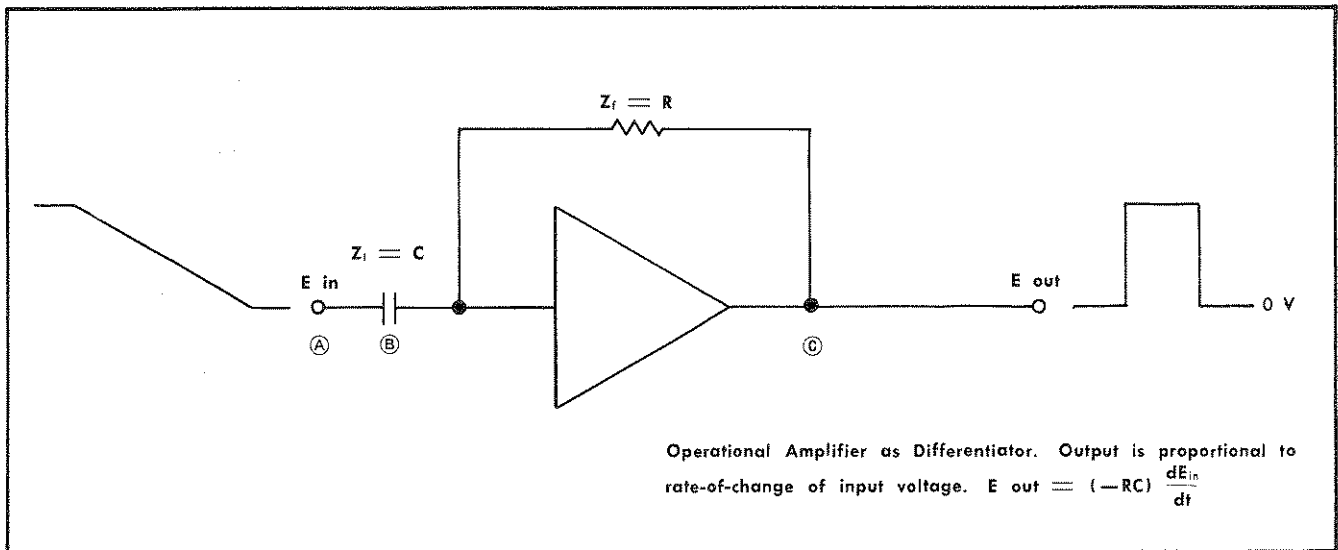 Zf = R
Zi = C
E in
E out
0 V
A
B
C
Operational Amplifier as Differentiator. Output is proportional to
rate-of-change of input voltage. E out = (—RC) dEin/dt